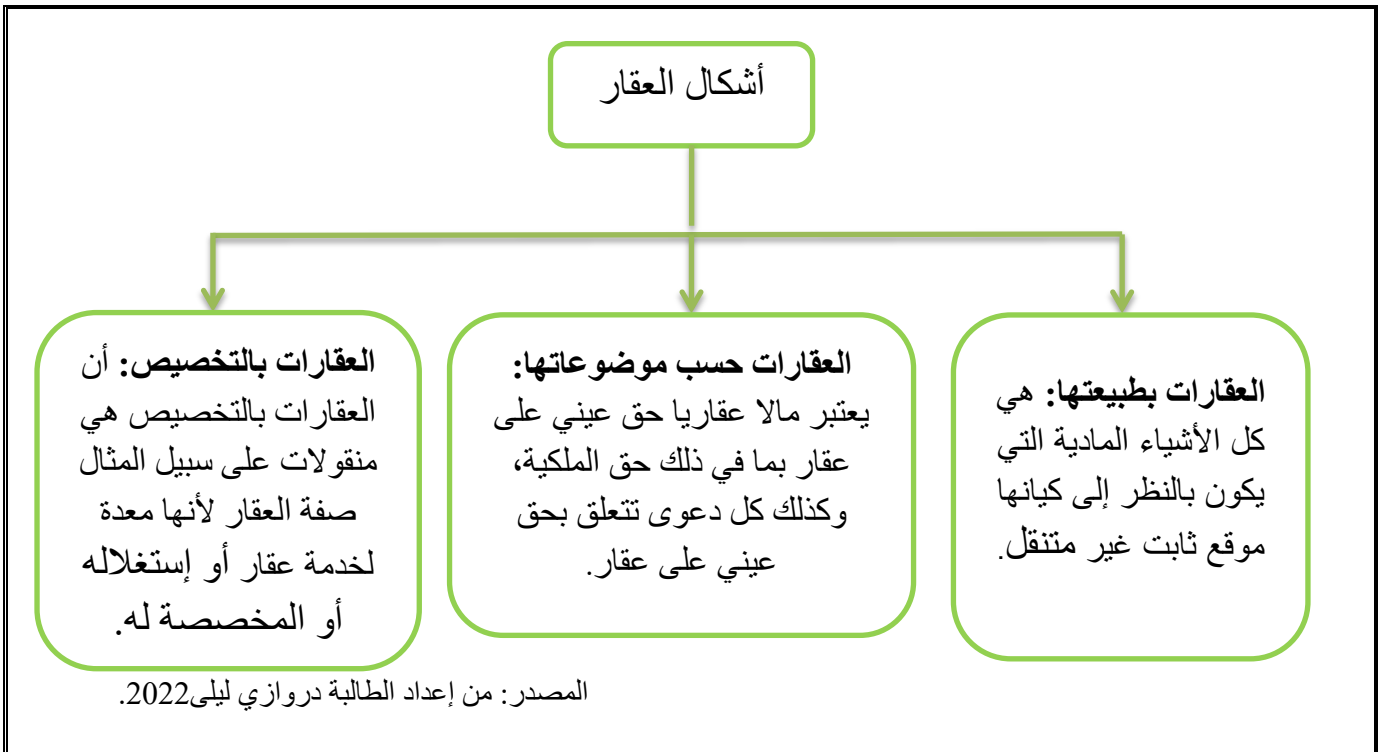 أشكال العقار
العقارات بطبيعتها: هي
كل الأشياء المادية التي
يكون بالنظر إلى كيانها
موقع ثابت غير متنقل.
العقارات حسب موضوعاتها:
يعتبر مالا عقاريا حق عيني على
عقار بما في ذلك حق الملكية،
وكذلك كل دعوى تتعلق بحق
عيني على عقار.
العقارات بالتخصيص: أن
العقارات بالتخصيص هي
منقولات على سبيل المثال
صفة العقار لأنها معدة
لخدمة عقار أو إستغلاله
أو المخصصة له.
المصدر: من إعداد الطالبة دروازي ليلى2022.